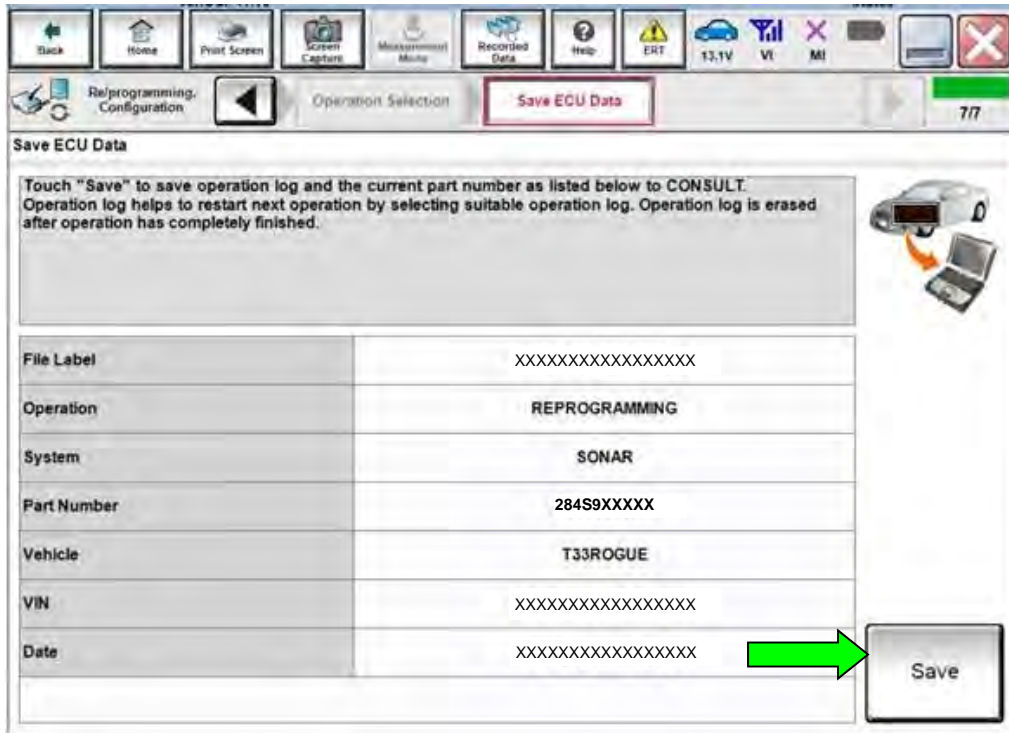 Back
Home
Print Screen
Screen Capture
Measurement Mode
Recorded Data
Help
ERT
13.1V
VI
MI
Re/programming, Configuration
Operation Selection
Save ECU Data
7/7
Save ECU Data
Touch "Save" to save operation log and the current part number as listed below to CONSULT.
Operation log helps to restart next operation by selecting suitable operation log. Operation log is erased
after operation has completely finished.
File Label
XXXXXXXXXXXXXXXXX
Operation
REPROGRAMMING
System
SONAR
Part Number
284S9XXXXX
Vehicle
T33ROGUE
VIN
XXXXXXXXXXXXXXXXX
Date
XXXXXXXXXXXXXXXXX
Save